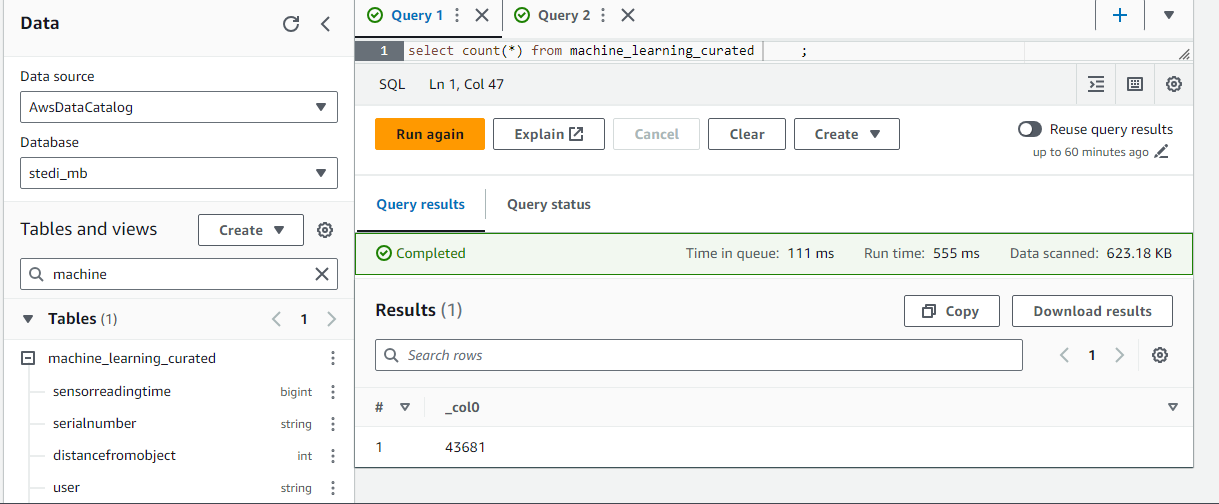 Data
Data source
AwsDataCatalog
Database
stedi_mb
Tables and views
Create
machine
Tables (1)
1
machine_learning_curated
sensorreadingtime bigint
serialnumber string
distancefromobject int
user string
Query 1
Query 2
1 select count(*) from machine_learning_curated ;
SQL Ln 1, Col 47
Run again
Explain
Cancel
Clear
Create
Reuse query results
up to 60 minutes ago
Query results
Query status
Completed
Time in queue: 111 ms
Run time: 555 ms
Data scanned: 623.18 KB
Results (1)
Copy
Download results
Search rows
1
# _col0
1 43681